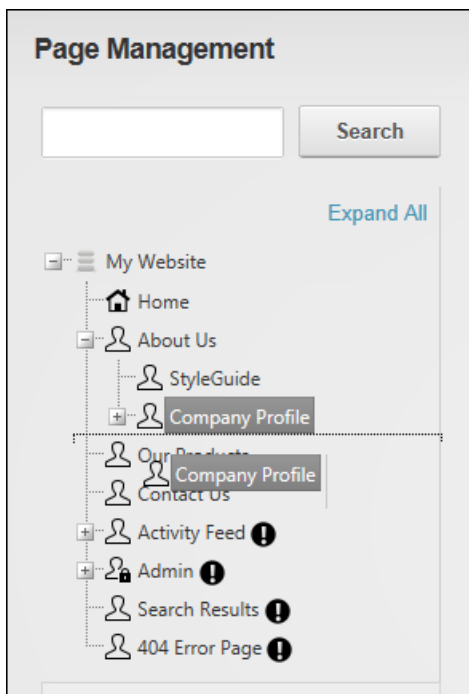 Page Management
Search
Expand All
My Website
Home
About Us
StyleGuide
Company Profile
Our Products
Company Profile
Contact Us
Activity Feed
Admin
Search Results
404 Error Page